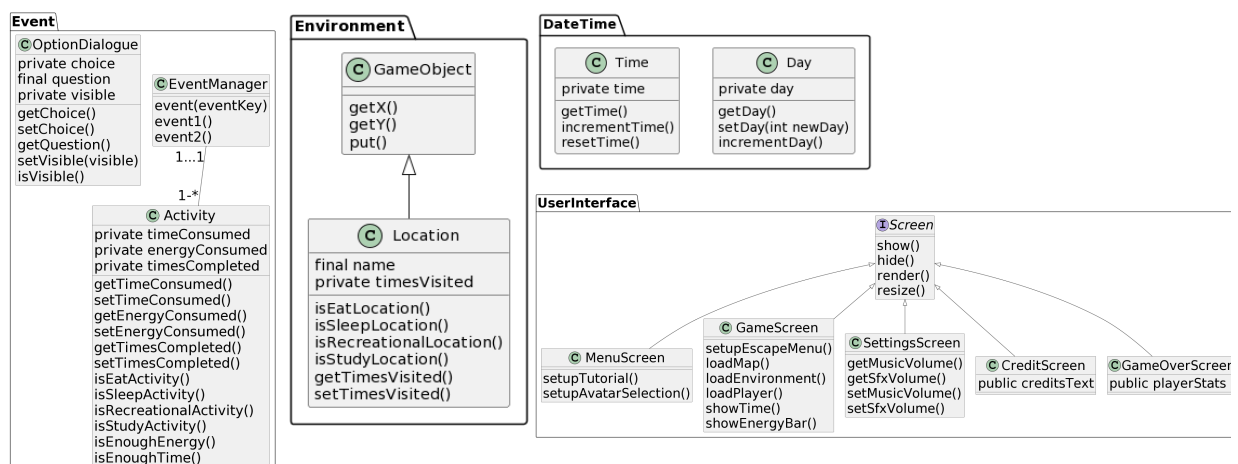 Event
OptionDialogue
private choice
final question
private visible
getChoice()
setChoice()
getQuestion()
setVisible(visible)
isVisible()
EventManager
event(eventKey)
event1()
event2()
1...1
1-*
Activity
private timeConsumed
private energyConsumed
private timesCompleted
getTimeConsumed()
setTimeConsumed()
getEnergyConsumed()
setEnergyConsumed()
getTimesCompleted()
setTimesCompleted()
isEatActivity()
isSleepActivity()
isRecreationalActivity()
isStudyActivity()
isEnoughEnergy()
isEnoughTime()
Environment
GameObject
getX()
getY()
put()
Location
final name
private timesVisited
isEatLocation()
isSleepLocation()
isRecreationalLocation()
isStudyLocation()
getTimesVisited()
setTimesVisited()
DateTime
Time
private time
getTime()
incrementTime()
resetTime()
Day
private day
getDay()
setDay(int newDay)
incrementDay()
UserInterface
Screen
show()
hide()
render()
resize()
MenuScreen
setupTutorial()
setupAvatarSelection()
GameScreen
setupEscapeMenu()
loadMap()
loadEnvironment()
loadPlayer()
showTime()
showEnergyBar()
SettingsScreen
getMusicVolume()
getSfxVolume()
setMusicVolume()
setSfxVolume()
CreditScreen
public creditsText
GameOverScreen
public playerStats